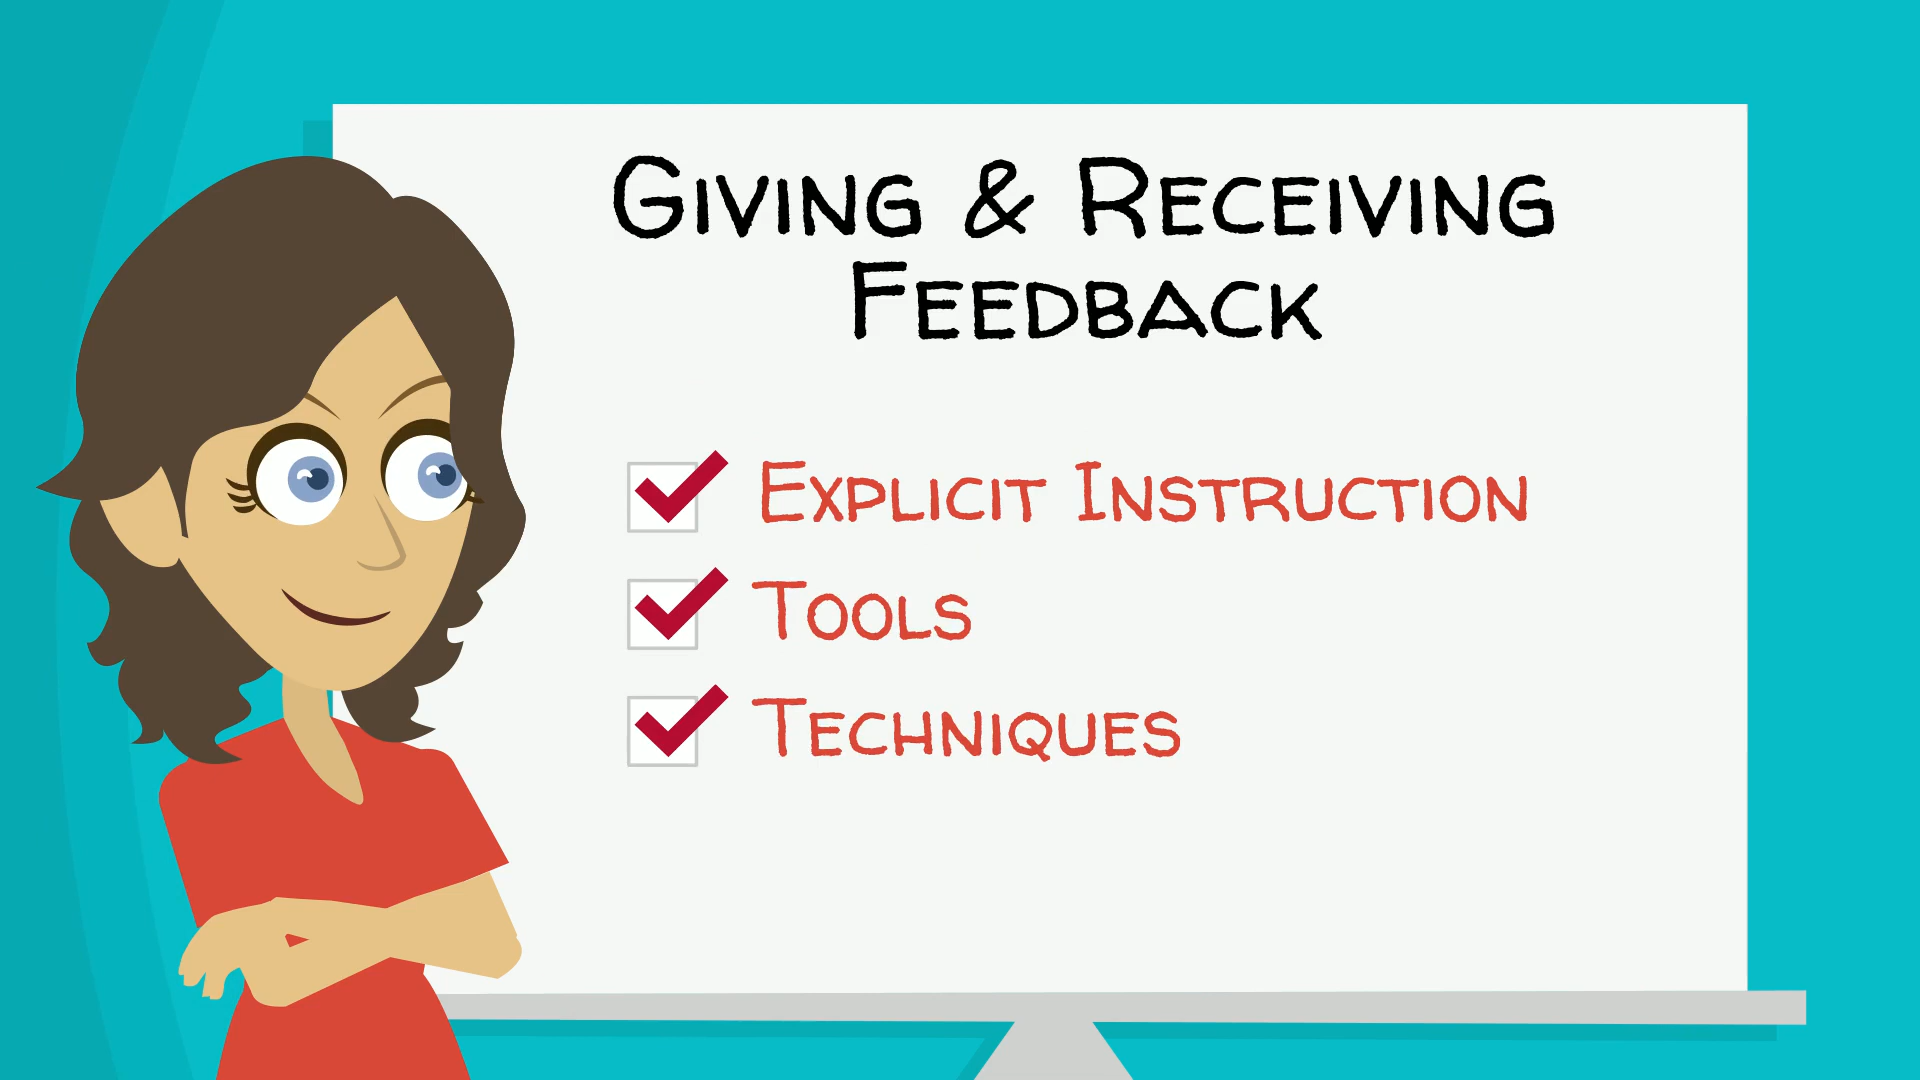 Giving & Receiving
Feedback
Explicit Instruction
Tools
Techniques